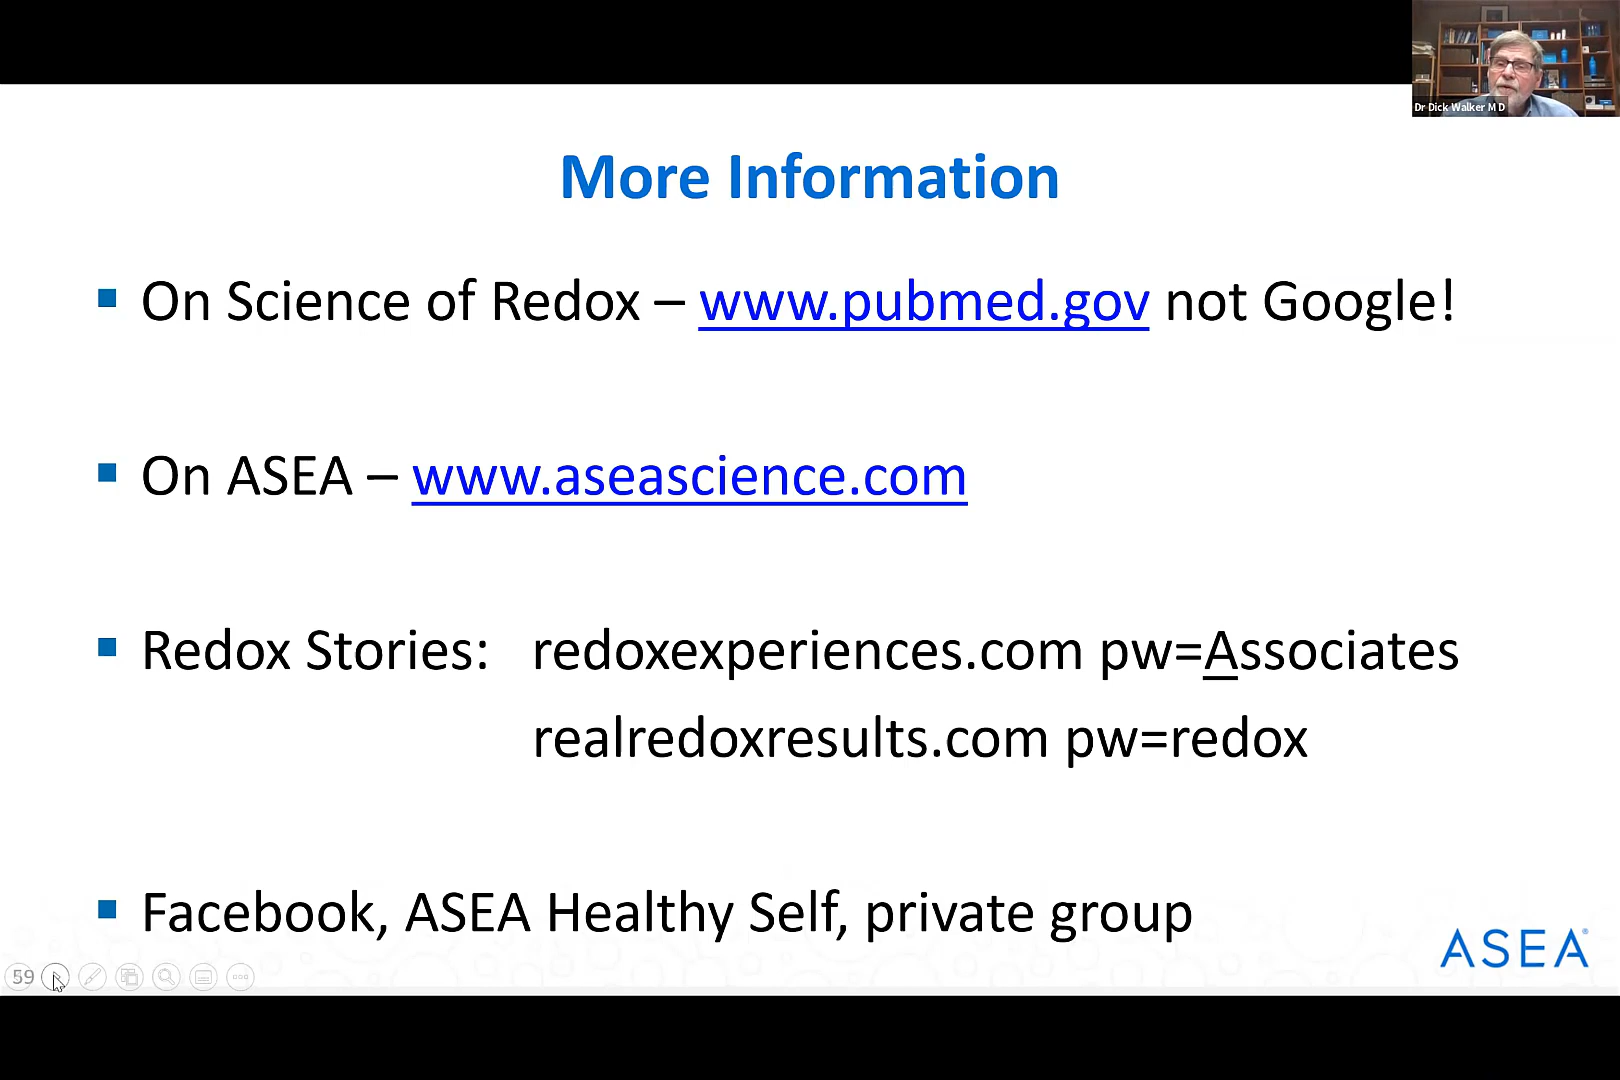 Dr Dick Walker M D
More Information
On Science of Redox – www.pubmed.gov not Google!
On ASEA – www.aseascience.com
Redox Stories: redoxexperiences.com pw=Associates
realredoxresults.com pw=redox
Facebook, ASEA Healthy Self, private group
ASEA®
59